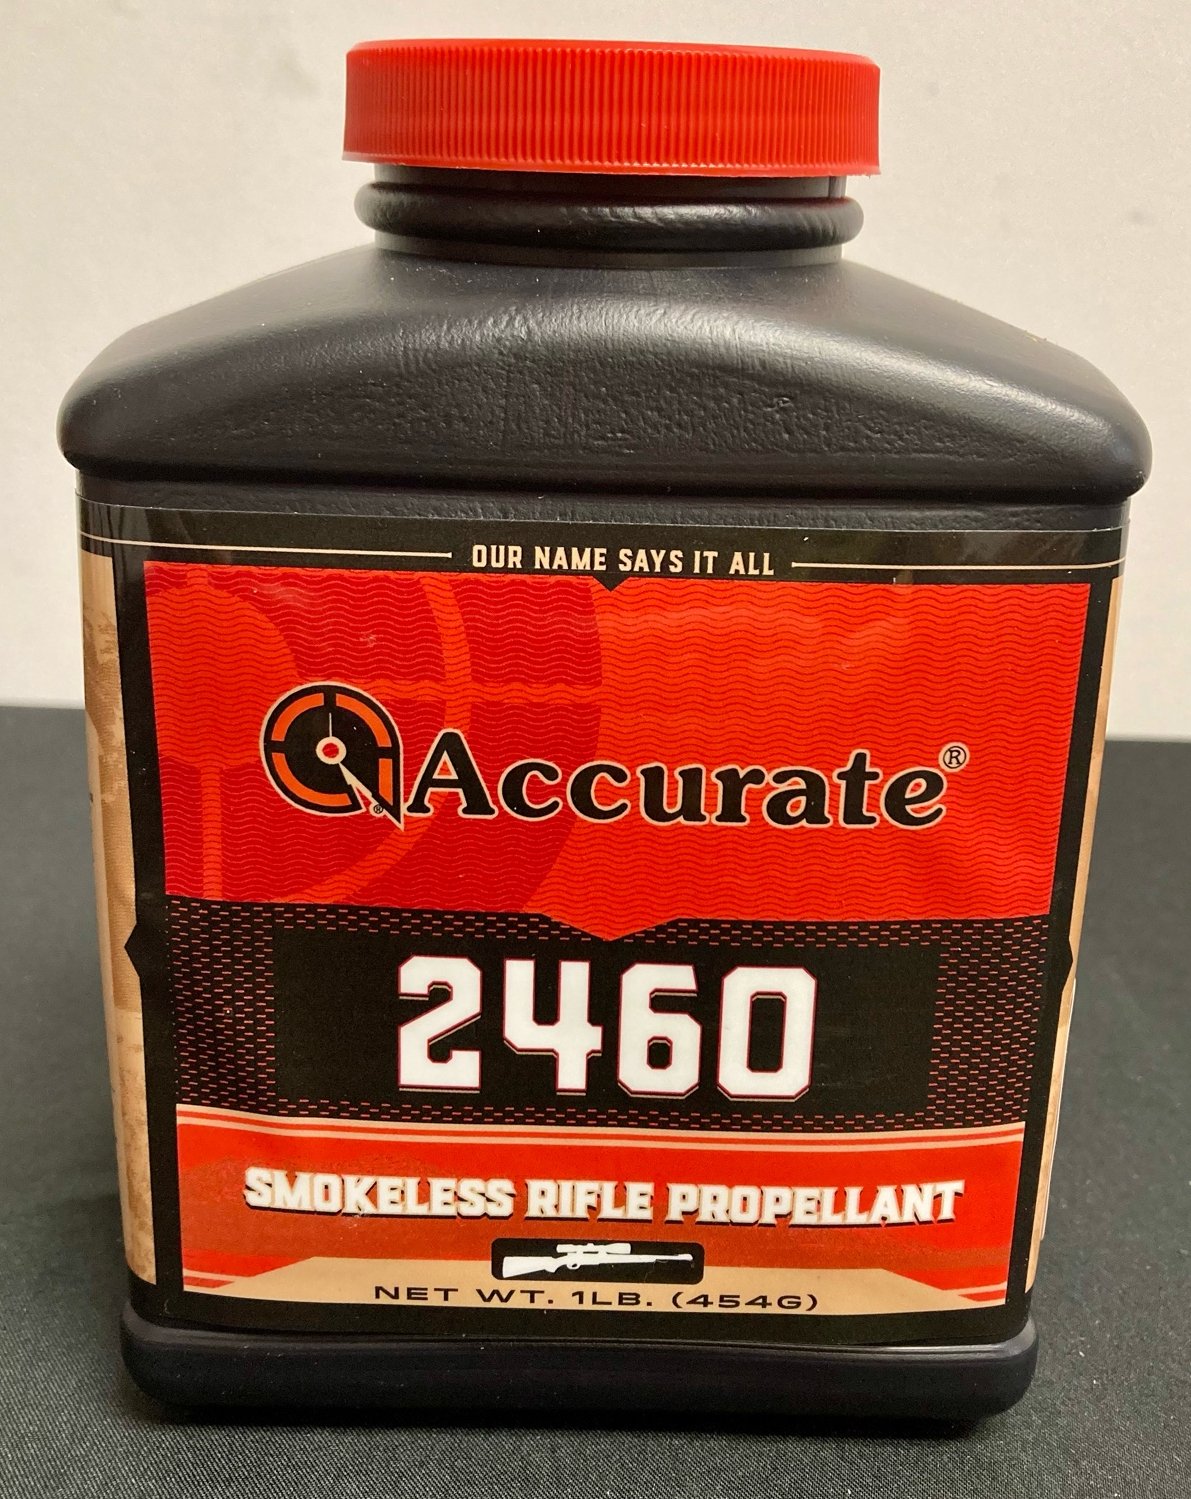 OUR NAME SAYS IT ALL
Accurate®
2460
SMOKELESS RIFLE PROPELLANT
NET WT. 1LB. (454G)